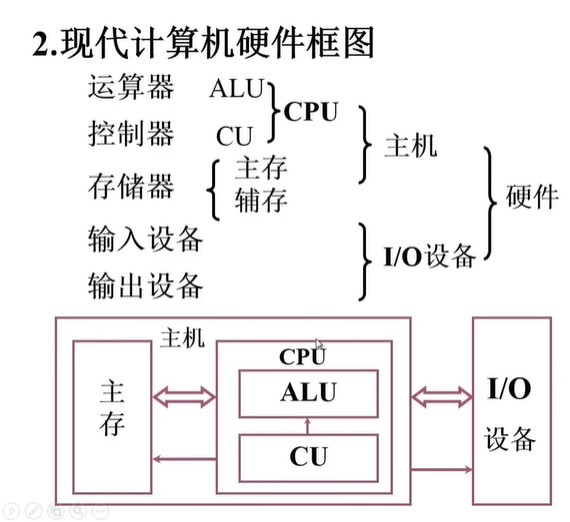 2.现代计算机硬件框图
运算器 ALU
CPU
控制器 CU
主机
存储器
主存
辅存
硬件
输入设备
I/O设备
输出设备
主机
CPU
主存
ALU
CU
I/O
设备